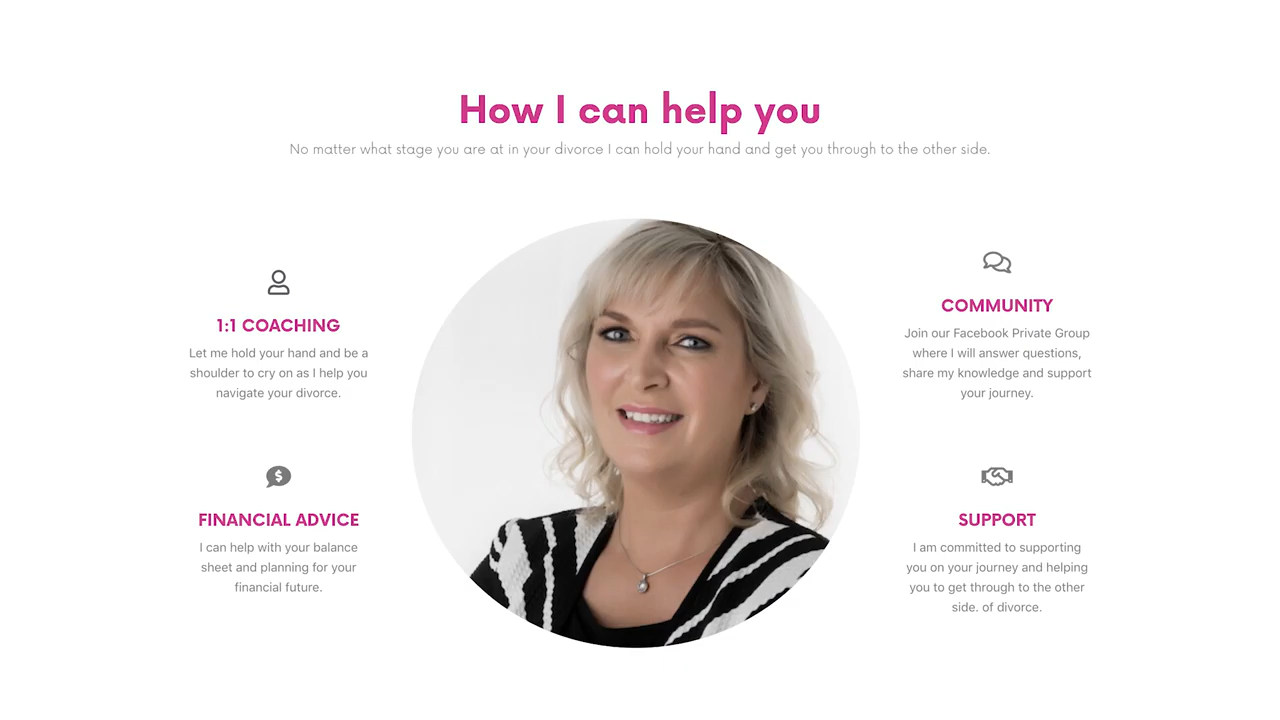 How I can help you
No matter what stage you are at in your divorce I can hold your hand and get you through to the other side.
1:1 COACHING
Let me hold your hand and be a
shoulder to cry on as I help you
navigate your divorce.
FINANCIAL ADVICE
I can help with your balance
sheet and planning for your
financial future.
COMMUNITY
Join our Facebook Private Group
where I will answer questions,
share my knowledge and support
your journey.
SUPPORT
I am committed to supporting
you on your journey and helping
you to get through to the other
side. of divorce.